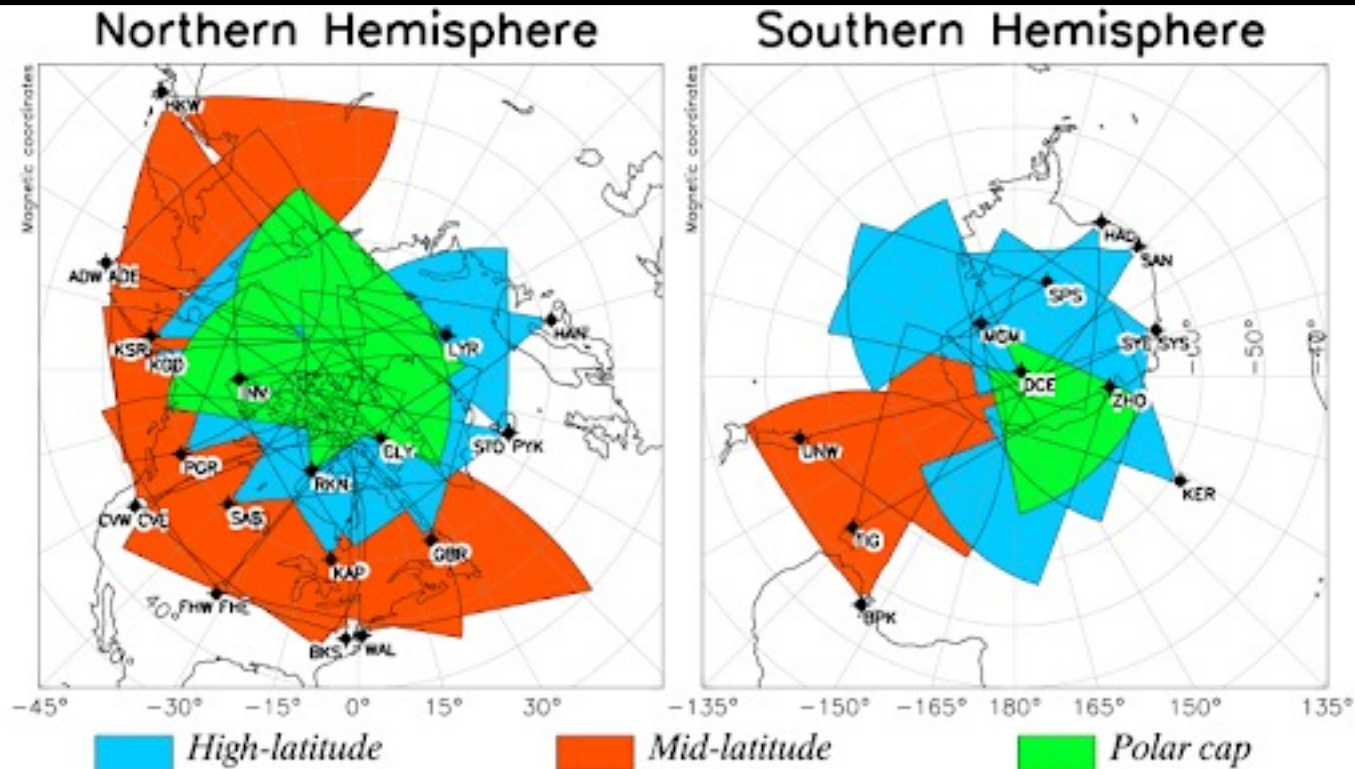 Northern Hemisphere
Southern Hemisphere
Magnetic coordinates
HKW
ADW ADE
KSR
KOD
INV
LYR
HAN
STO PYK
CLY
RKN
PGR
SAS
CVW CVE
GBR
KAP
FHW FHE
BKS
WAL
-45°
-30°
0°
15°
30°
Magnetic coordinates
HAL
SAN
SPS
MCM
SYE SYS
-60°
-50°
-40°
DCE
ZHO
UNW
KER
TIG
BPK
-135°
-150°
-165°
180°
165°
150°
135°
High-latitude
Mid-latitude
Polar cap